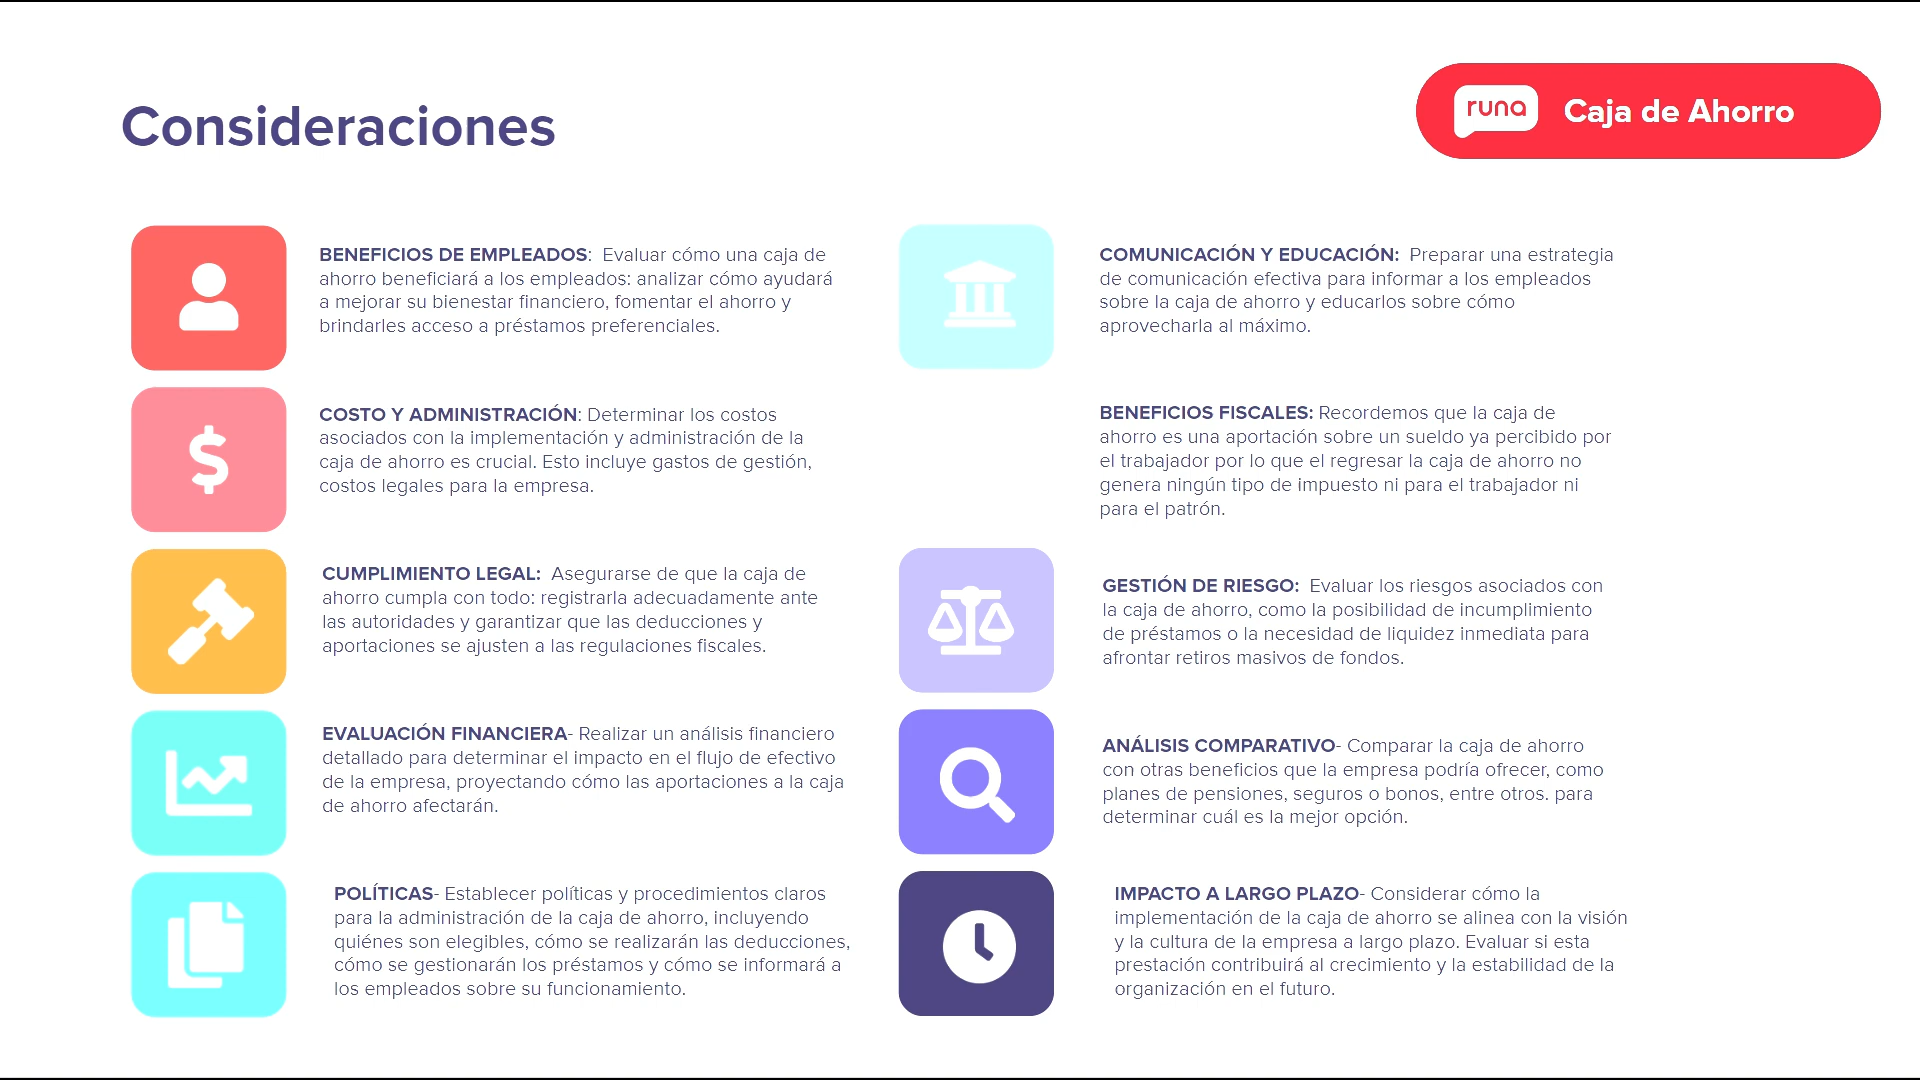 Consideraciones
runa
Caja de Ahorro
BENEFICIOS DE EMPLEADOS: Evaluar cómo una caja de
ahorro beneficiará a los empleados: analizar cómo ayudará
a mejorar su bienestar financiero, fomentar el ahorro y
brindarles acceso a préstamos preferenciales.
COSTO Y ADMINISTRACIÓN: Determinar los costos
asociados con la implementación y administración de la
caja de ahorro es crucial. Esto incluye gastos de gestión,
costos legales para la empresa.
CUMPLIMIENTO LEGAL: Asegurarse de que la caja de
ahorro cumpla con todo: registrarla adecuadamente ante
las autoridades y garantizar que las deducciones y
aportaciones se ajusten a las regulaciones fiscales.
EVALUACIÓN FINANCIERA- Realizar un análisis financiero
detallado para determinar el impacto en el flujo de efectivo
de la empresa, proyectando cómo las aportaciones a la caja
de ahorro afectarán.
POLÍTICAS- Establecer políticas y procedimientos claros
para la administración de la caja de ahorro, incluyendo
quiénes son elegibles, cómo se realizarán las deducciones,
cómo se gestionarán los préstamos y cómo se informará a
los empleados sobre su funcionamiento.
COMUNICACIÓN Y EDUCACIÓN: Preparar una estrategia
de comunicación efectiva para informar a los empleados
sobre la caja de ahorro y educarlos sobre cómo
aprovecharla al máximo.
BENEFICIOS FISCALES: Recordemos que la caja de
ahorro es una aportación sobre un sueldo ya percibido por
el trabajador por lo que el regresar la caja de ahorro no
genera ningún tipo de impuesto ni para el trabajador ni
para el patrón.
GESTIÓN DE RIESGO: Evaluar los riesgos asociados con
la caja de ahorro, como la posibilidad de incumplimiento
de préstamos o la necesidad de liquidez inmediata para
afrontar retiros masivos de fondos.
ANÁLISIS COMPARATIVO- Comparar la caja de ahorro
con otras beneficios que la empresa podría ofrecer, como
planes de pensiones, seguros o bonos, entre otros. para
determinar cuál es la mejor opción.
IMPACTO A LARGO PLAZO- Considerar cómo la
implementación de la caja de ahorro se alinea con la visión
y la cultura de la empresa a largo plazo. Evaluar si esta
prestación contribuirá al crecimiento y la estabilidad de la
organización en el futuro.